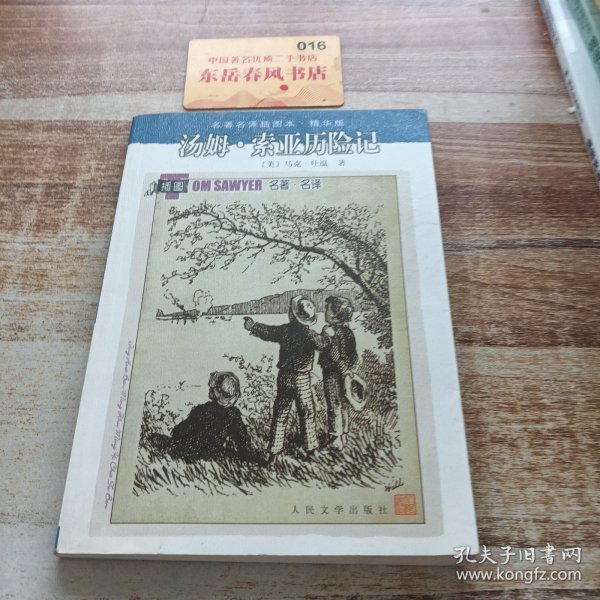 016
中国著名优质二手书店
东岳春风书店
名著名译插图本·精华版
汤姆·索亚历险记
〔美〕马克·吐温 著
插图
OM SAWYER 名著·名译
人民文学出版社
孔夫子旧书网
www.kongfz.com